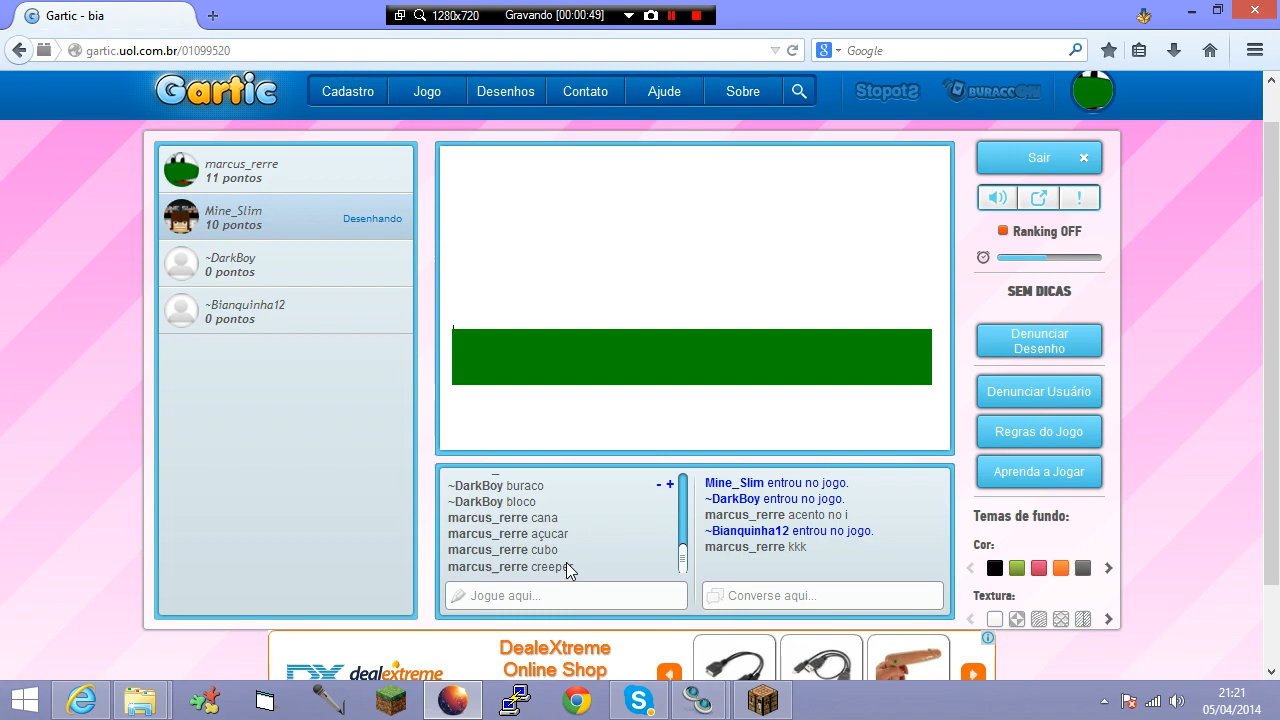 Gartic - bia
1280x720 Gravando [00:00:49]
gartic.uol.com.br/01099520
Google
Gartic
Cadastro Jogo Desenhos Contato Ajude Sobre
StopotS
BURACOON
marcus_rerre
11 pontos
Mine_Slim
10 pontos
Desenhando
~DarkBoy
0 pontos
~Bianquinha12
0 pontos
Sair ×
!
Ranking OFF
SEM DICAS
Denunciar
Desenho
Denunciar Usuário
Regras do Jogo
Aprenda a Jogar
Temas de fundo:
Cor:
Textura:
~DarkBoy buraco
- +
~DarkBoy bloco
marcus_rerre cana
marcus_rerre açucar
marcus_rerre cubo
marcus_rerre creepe
Jogue aqui...
Mine_Slim entrou no jogo.
~DarkBoy entrou no jogo.
marcus_rerre acento no i
~Bianquinha12 entrou no jogo.
marcus_rerre kkk
Converse aqui...
DX dealextreme
DealeXtreme
Online Shop
21:21
05/04/2014